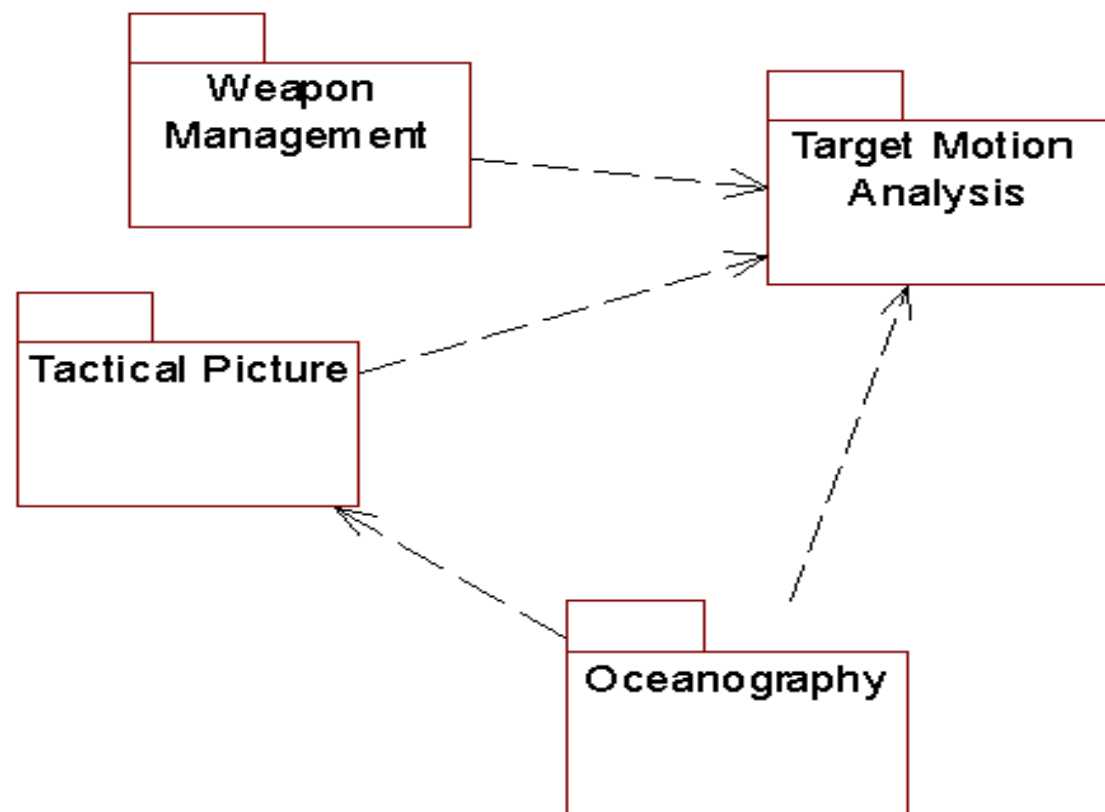 Weapon
Management
Target Motion
Analysis
Tactical Picture
Oceanography